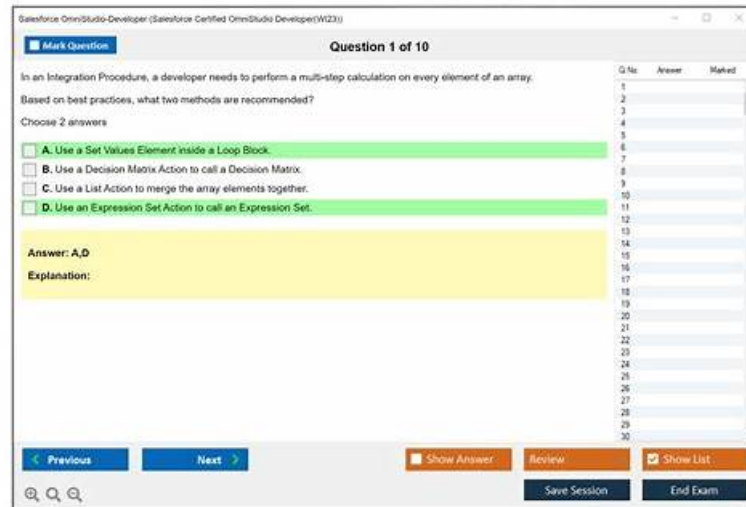 Salesforce OmniStudio-Developer (Salesforce Certified OmniStudio Developer(WI23))
Mark Question
Question 1 of 10
In an Integration Procedure, a developer needs to perform a multi-step calculation on every element of an array.
Based on best practices, what two methods are recommended?
Choose 2 answers
A. Use a Set Values Element inside a Loop Block.
B. Use a Decision Matrix Action to call a Decision Matrix.
C. Use a List Action to merge the array elements together.
D. Use an Expression Set Action to call an Expression Set.
Answer: A,D
Explanation:
Q.No Answer Marked
1
2
3
4
5
6
7
8
9
10
11
12
13
14
15
16
17
18
19
20
21
22
23
24
25
26
27
28
29
30
Previous
Next
Show Answer
Review
Show List
Save Session
End Exam